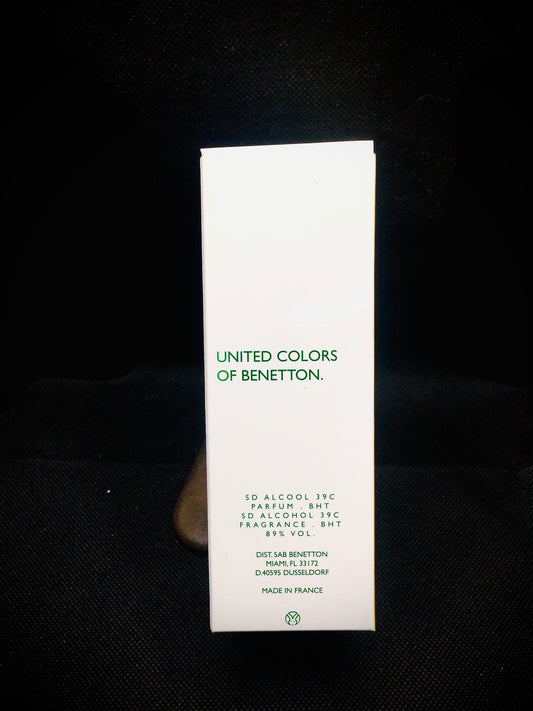 UNITED COLORS
OF BENETTON.
SD ALCOOL 39C
PARFUM . BHT
SD ALCOHOL 39C
FRAGRANCE . BHT
89% VOL.
DIST. SAB BENETTON
MIAMI, FL 33172
D.40595 DUSSELDORF
MADE IN FRANCE